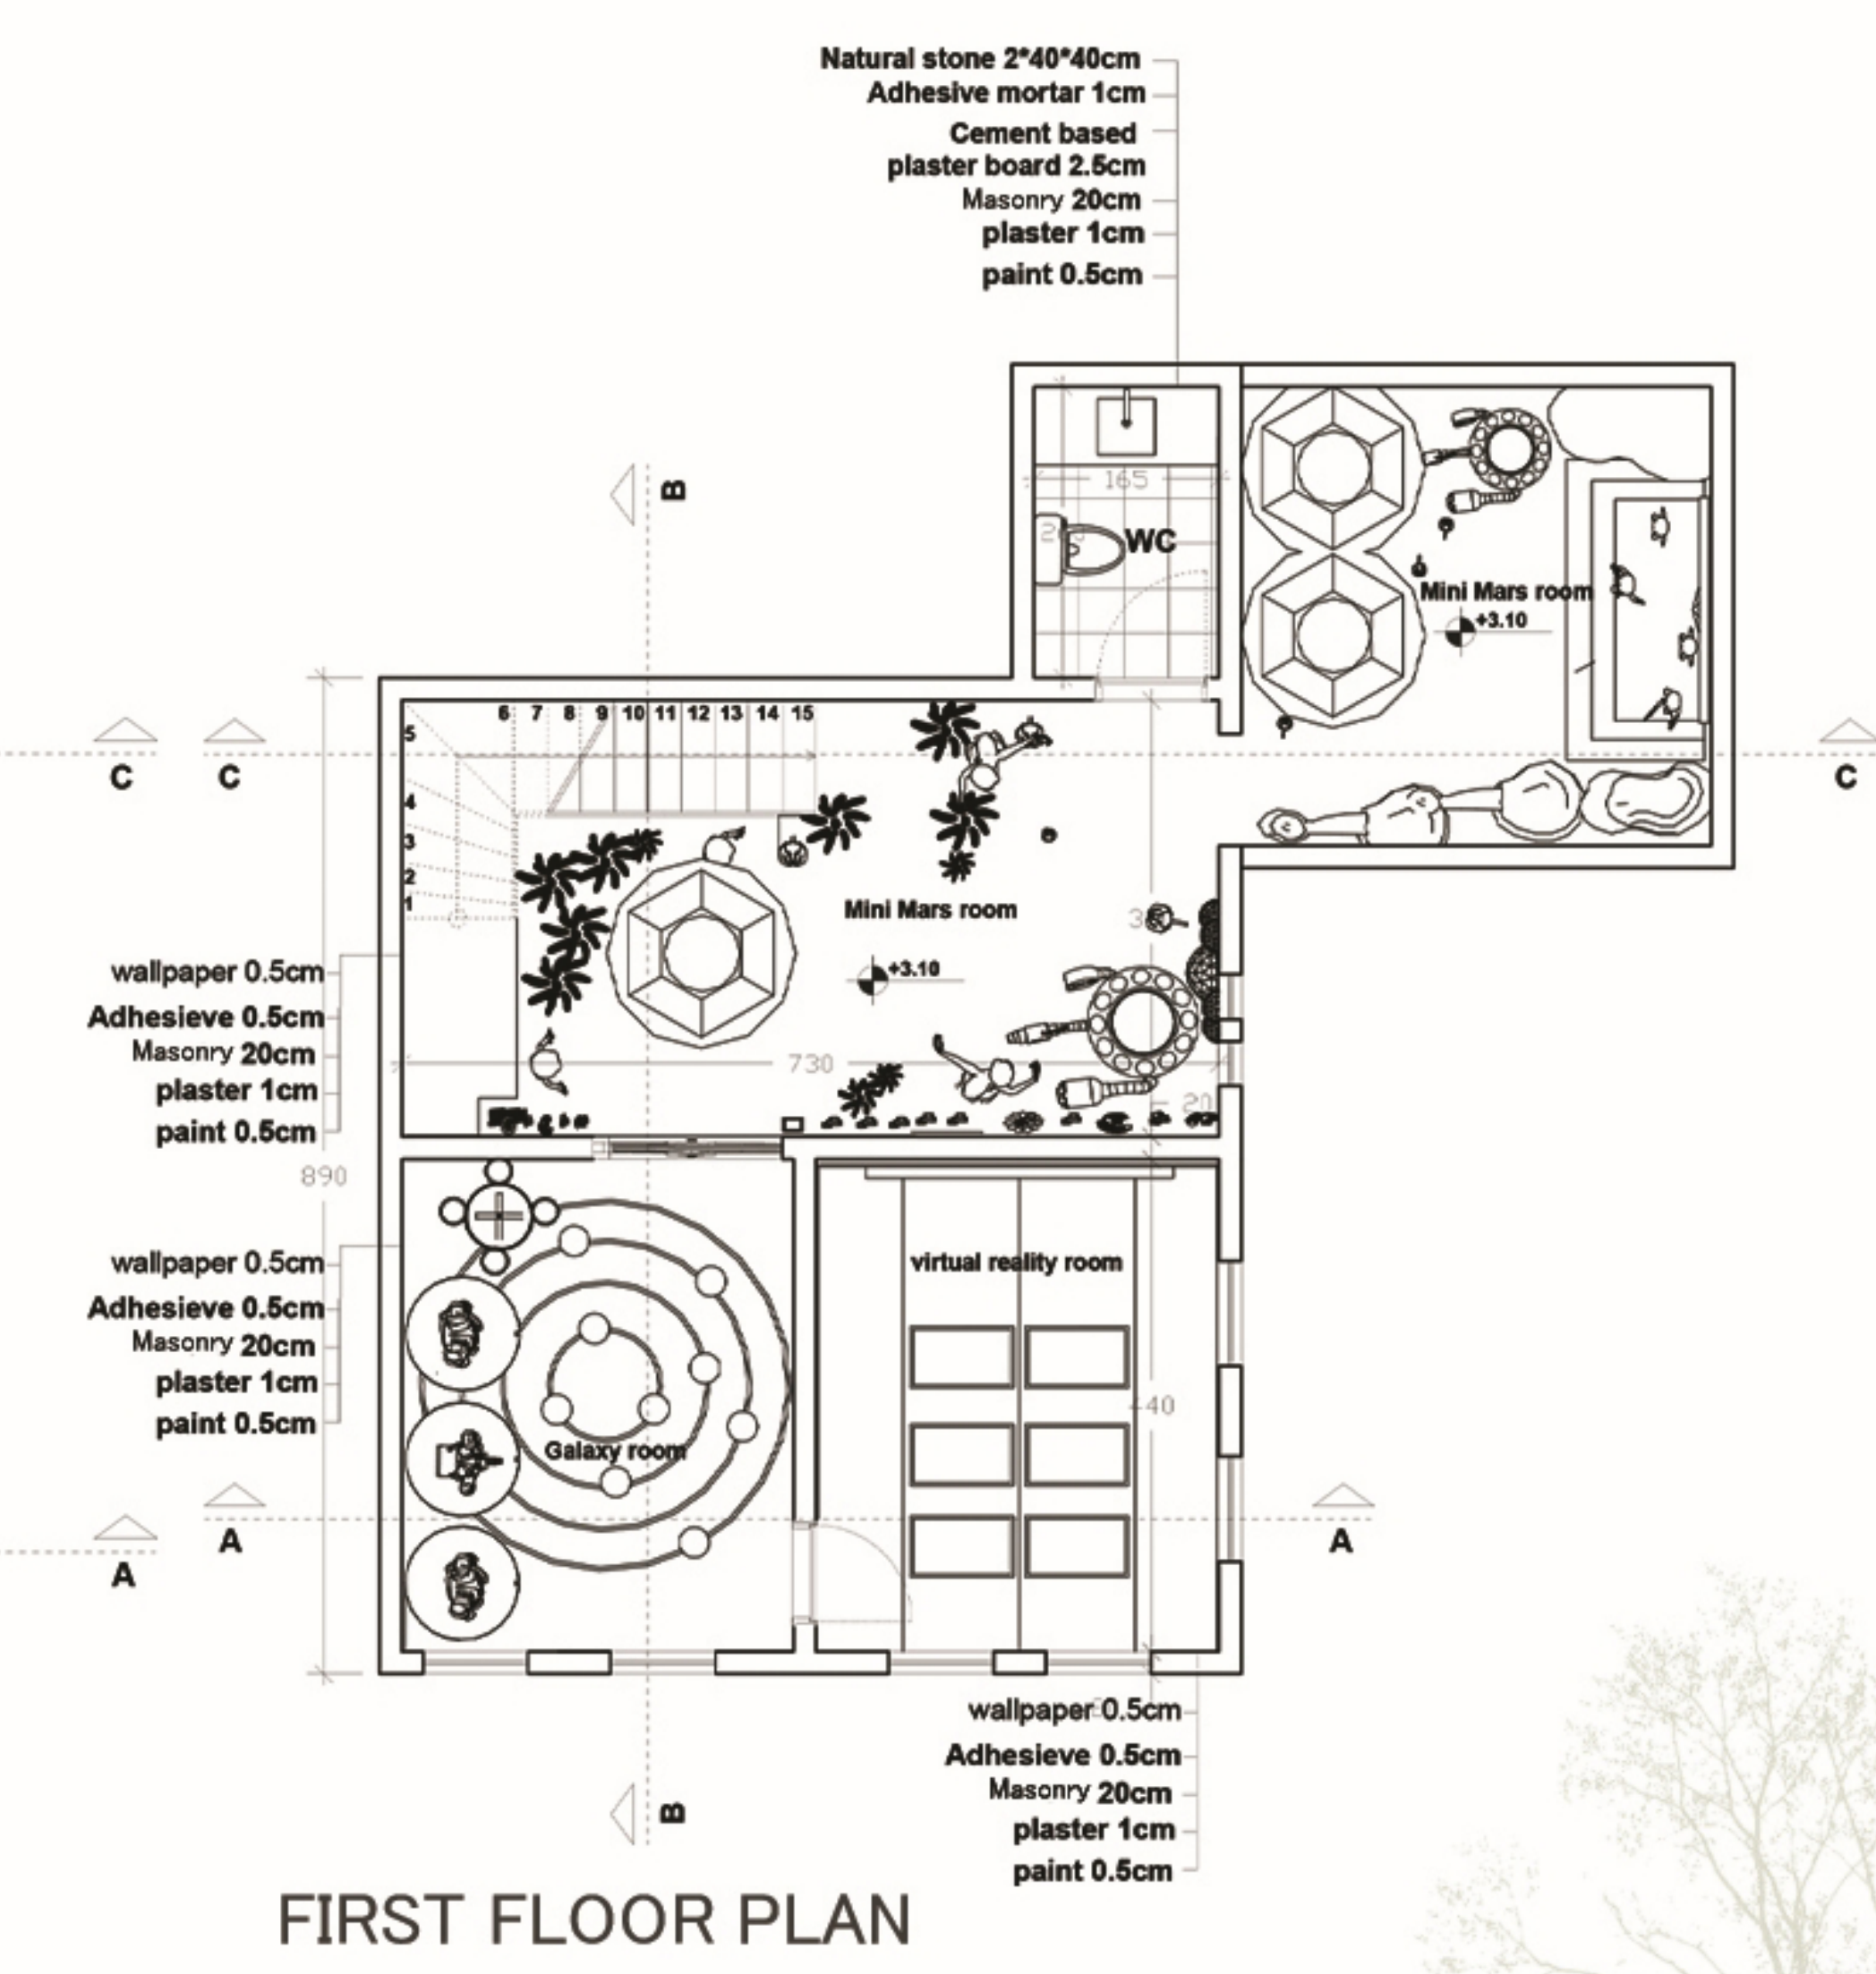 Natural stone 2*40*40cm
Adhesive mortar 1cm
Cement based
plaster board 2.5cm
Masonry 20cm
plaster 1cm
paint 0.5cm
B
165
WC
Mini Mars room
+3.10
6 7 8 9 10 11 12 13 14 15
5
4
3
2
1
C
C
C
Mini Mars room
+3.10
730
20
wallpaper 0.5cm
Adhesieve 0.5cm
Masonry 20cm
plaster 1cm
paint 0.5cm
890
wallpaper 0.5cm
Adhesieve 0.5cm
Masonry 20cm
plaster 1cm
paint 0.5cm
virtual reality room
440
Galaxy room
A
A
A
wallpaper 0.5cm
Adhesieve 0.5cm
Masonry 20cm
plaster 1cm
paint 0.5cm
B
FIRST FLOOR PLAN